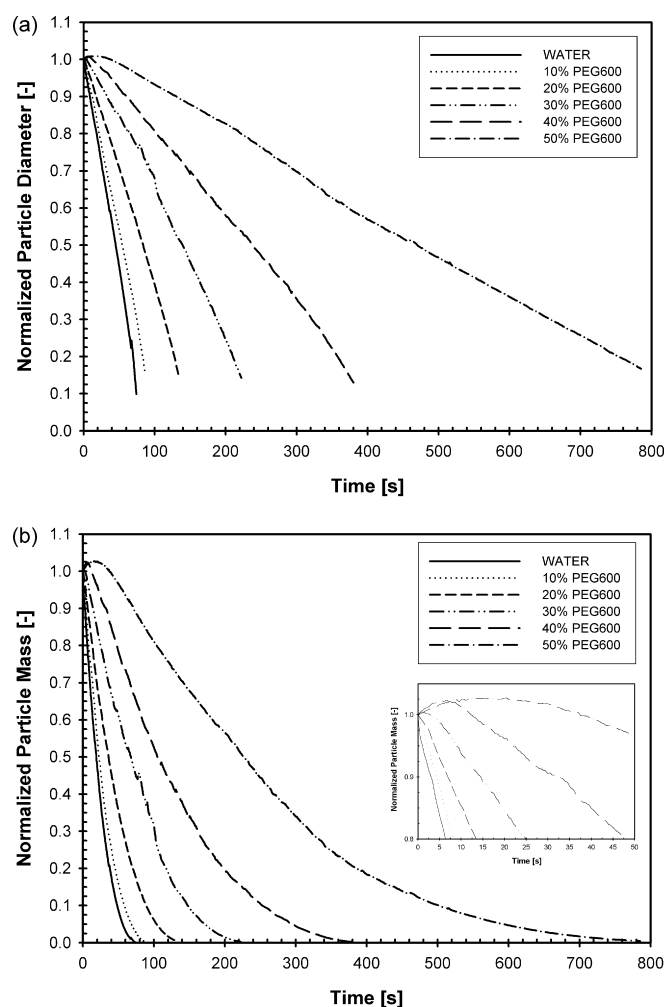 (a)
1.1
1.0
0.9
0.8
0.7
0.6
0.5
0.4
0.3
0.2
0.1
0.0
Normalized Particle Diameter [-]
WATER
10% PEG600
20% PEG600
30% PEG600
40% PEG600
50% PEG600
0 100 200 300 400 500 600 700 800
Time [s]
(b)
1.1
1.0
0.9
0.8
0.7
0.6
0.5
0.4
0.3
0.2
0.1
0.0
Normalized Particle Mass [-]
WATER
10% PEG600
20% PEG600
30% PEG600
40% PEG600
50% PEG600
1.0
0.9
0.8
Normalized Particle Mass [-]
0 5 10 15 20 25 30 35 40 45 50
Time [s]
0 100 200 300 400 500 600 700 800
Time [s]